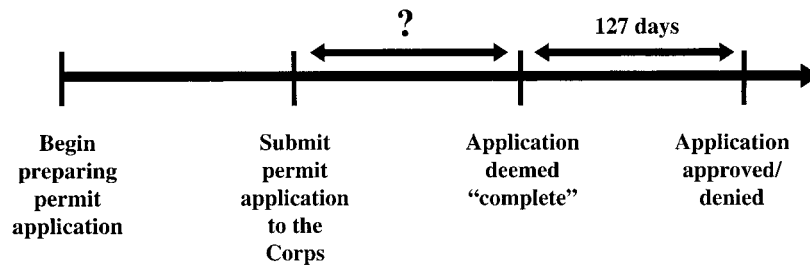 ?
127 days
Begin
preparing
permit
application
Submit
permit
application
to the
Corps
Application
deemed
“complete”
Application
approved/
denied